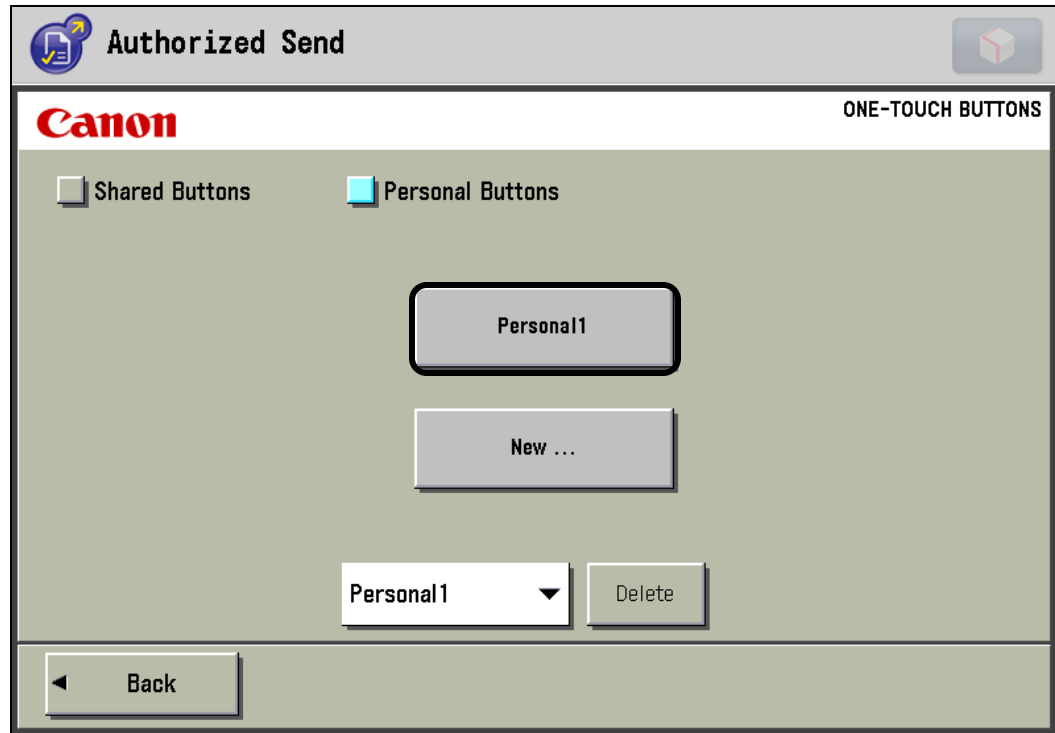 Authorized Send
Canon
ONE-TOUCH BUTTONS
Shared Buttons
Personal Buttons
Personal1
New ...
Personal1
Delete
Back